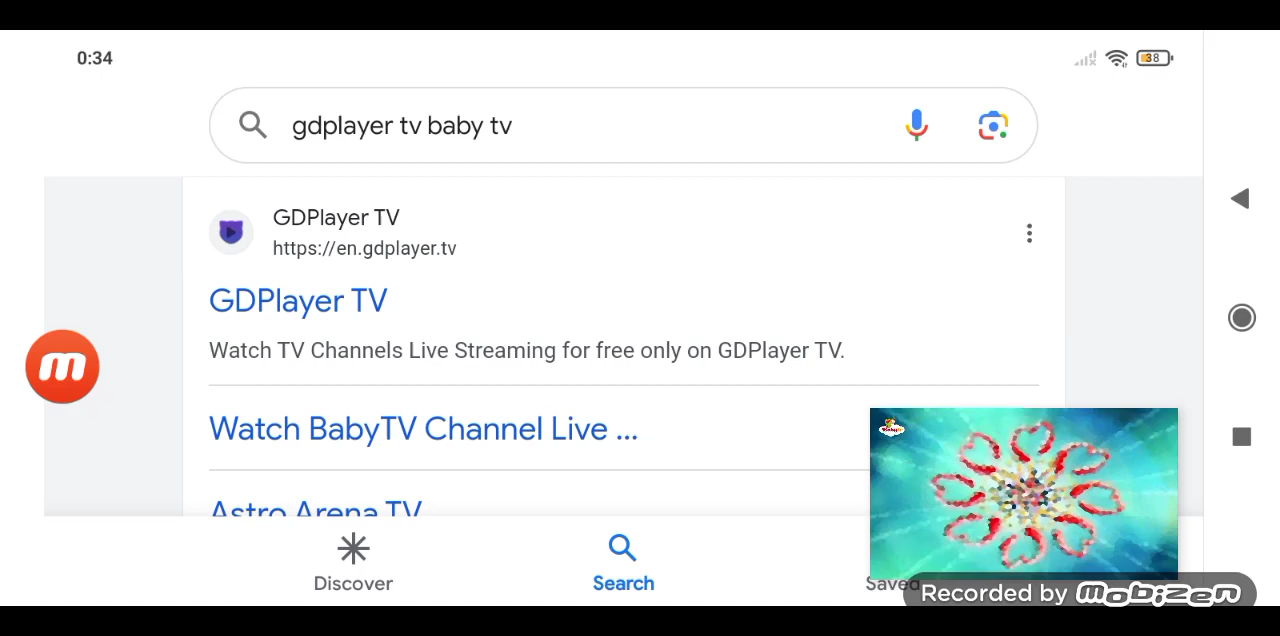 0:34
38
gdplayer tv baby tv
GDPlayer TV
https://en.gdplayer.tv
GDPlayer TV
Watch TV Channels Live Streaming for free only on GDPlayer TV.
Watch BabyTV Channel Live ...
Astro Arena TV
Discover
Search
Saved
Recorded by mobizen